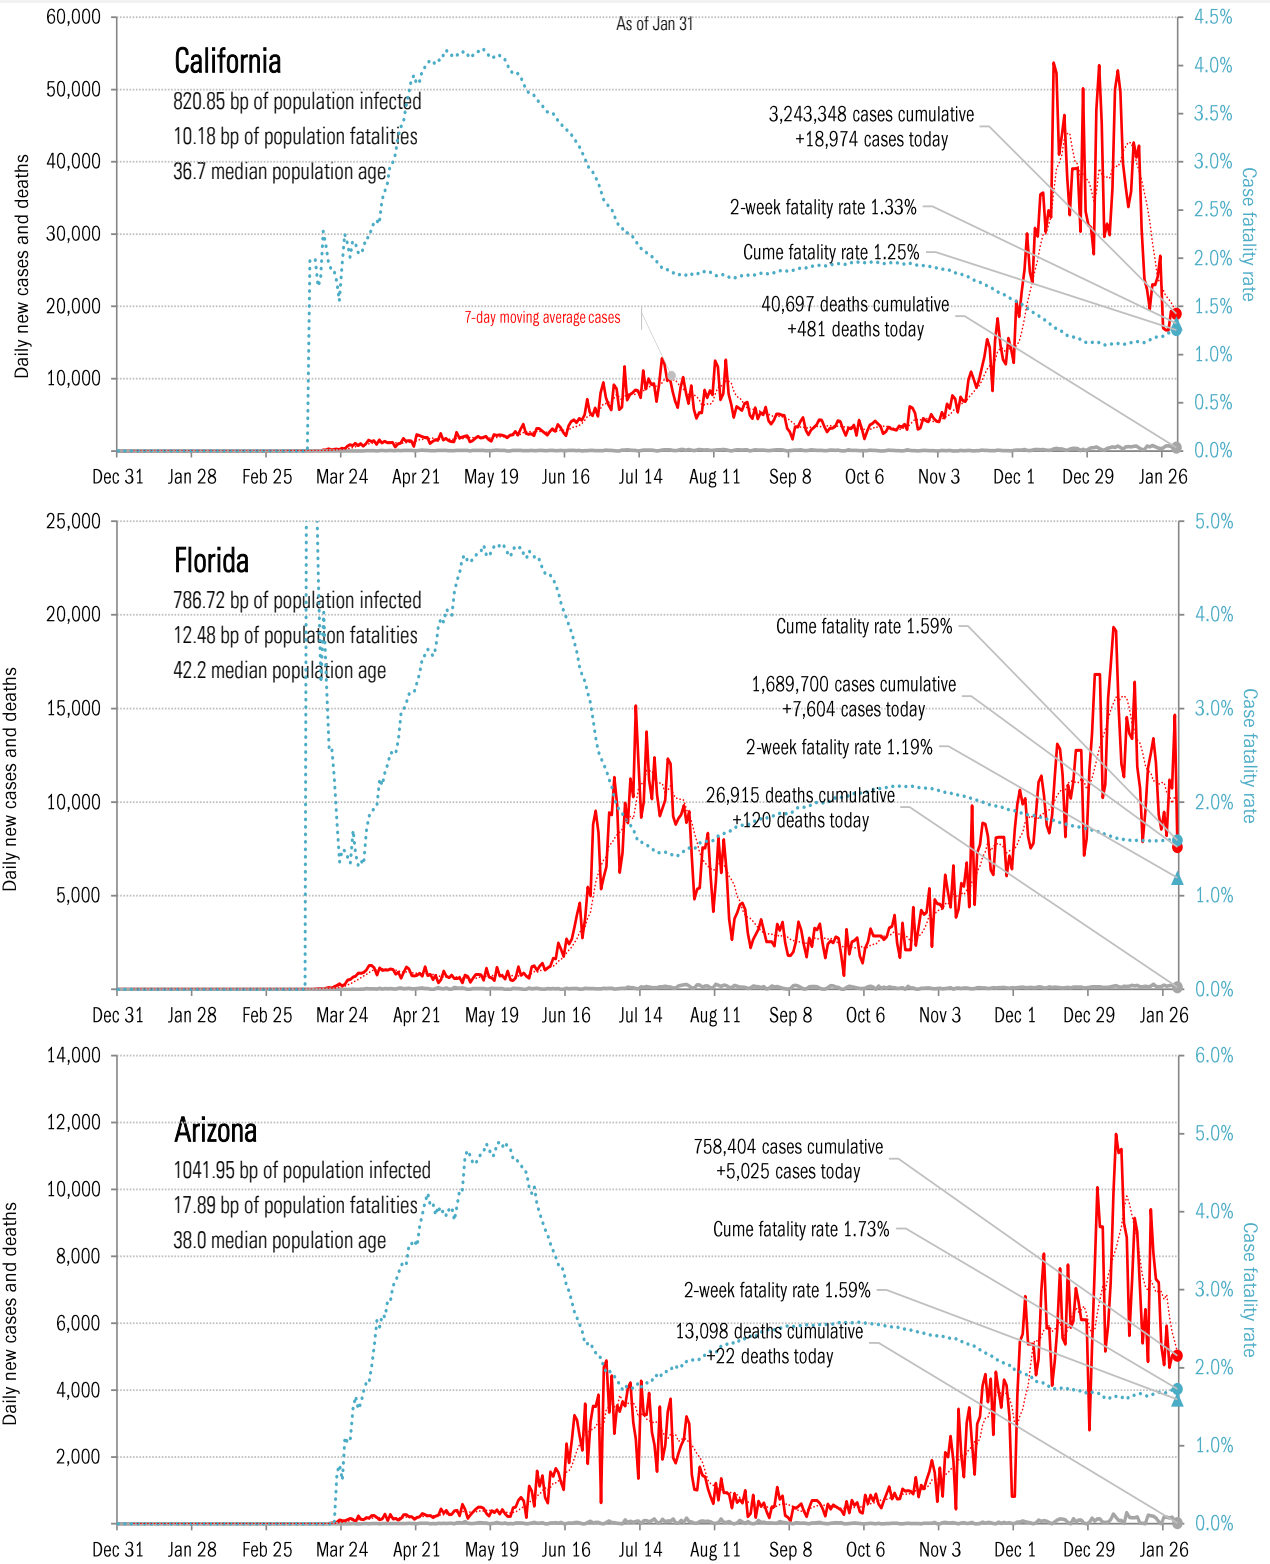 As of Jan 31
60,000
50,000
40,000
30,000
20,000
10,000
Daily new cases and deaths
California
820.85 bp of population infected
10.18 bp of population fatalities
36.7 median population age
3,243,348 cases cumulative
+18,974 cases today
2-week fatality rate 1.33%
Cume fatality rate 1.25%
40,697 deaths cumulative
+481 deaths today
7-day moving average cases
4.5%
4.0%
3.5%
3.0%
2.5%
2.0%
1.5%
1.0%
0.5%
0.0%
Case fatality rate
Dec 31 Jan 28 Feb 25 Mar 24 Apr 21 May 19 Jun 16 Jul 14 Aug 11 Sep 8 Oct 6 Nov 3 Dec 1 Dec 29 Jan 26
25,000
20,000
15,000
10,000
5,000
Daily new cases and deaths
Florida
786.72 bp of population infected
12.48 bp of population fatalities
42.2 median population age
Cume fatality rate 1.59%
1,689,700 cases cumulative
+7,604 cases today
2-week fatality rate 1.19%
26,915 deaths cumulative
+120 deaths today
5.0%
4.0%
3.0%
2.0%
1.0%
0.0%
Case fatality rate
Dec 31 Jan 28 Feb 25 Mar 24 Apr 21 May 19 Jun 16 Jul 14 Aug 11 Sep 8 Oct 6 Nov 3 Dec 1 Dec 29 Jan 26
14,000
12,000
10,000
8,000
6,000
4,000
2,000
Daily new cases and deaths
Arizona
1041.95 bp of population infected
17.89 bp of population fatalities
38.0 median population age
758,404 cases cumulative
+5,025 cases today
Cume fatality rate 1.73%
2-week fatality rate 1.59%
13,098 deaths cumulative
+22 deaths today
6.0%
5.0%
4.0%
3.0%
2.0%
1.0%
0.0%
Case fatality rate
Dec 31 Jan 28 Feb 25 Mar 24 Apr 21 May 19 Jun 16 Jul 14 Aug 11 Sep 8 Oct 6 Nov 3 Dec 1 Dec 29 Jan 26